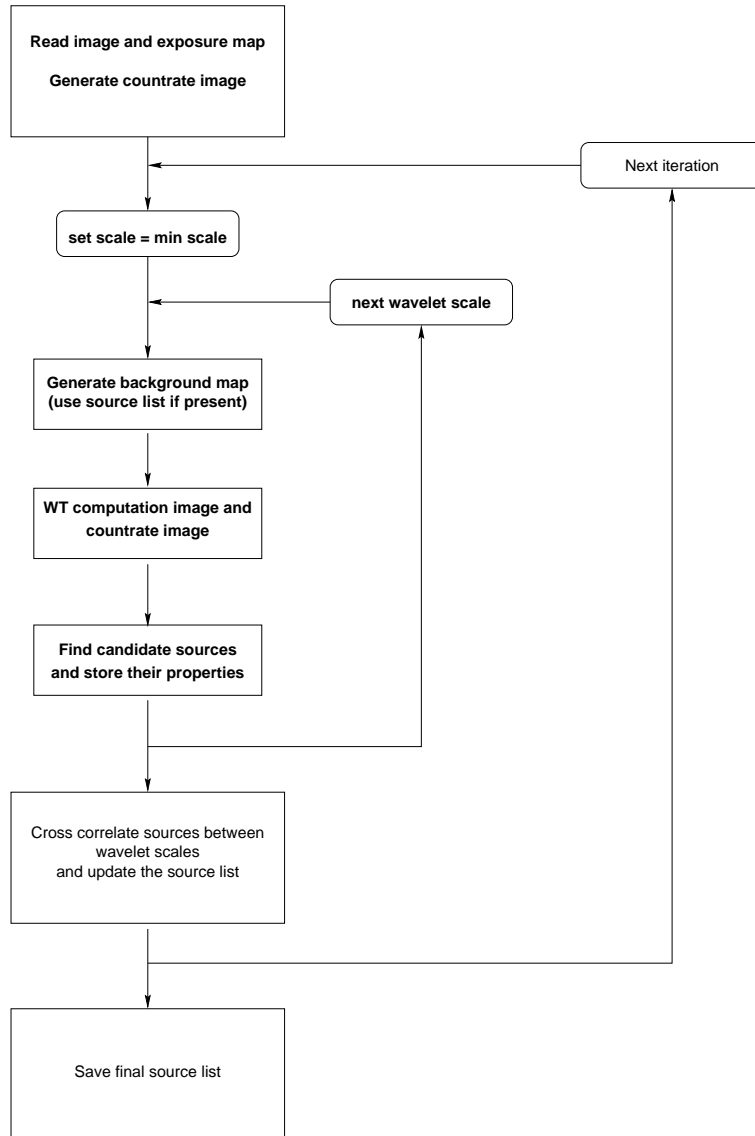 Read image and exposure map
Generate countrate image
Next iteration
set scale = min scale
next wavelet scale
Generate background map
(use source list if present)
WT computation image and
countrate image
Find candidate sources
and store their properties
Cross correlate sources between
wavelet scales
and update the source list
Save final source list